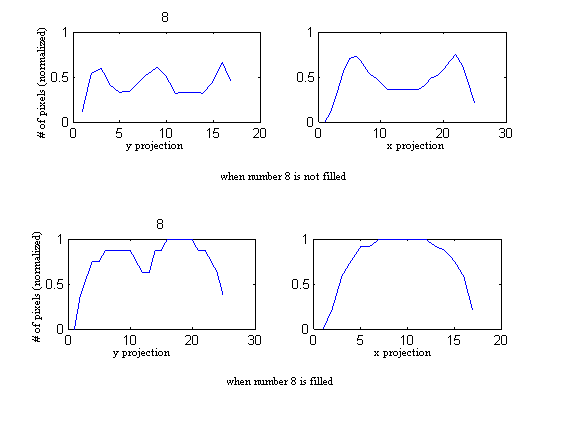 8
# of pixels (normalized)
1
0.5
0
0 5 10 15 20
y projection
1
0.5
0
0 10 20 30
x projection
when number 8 is not filled
8
# of pixels (normalized)
1
0.5
0
0 10 20 30
y projection
1
0.5
0
0 5 10 15 20
x projection
when number 8 is filled